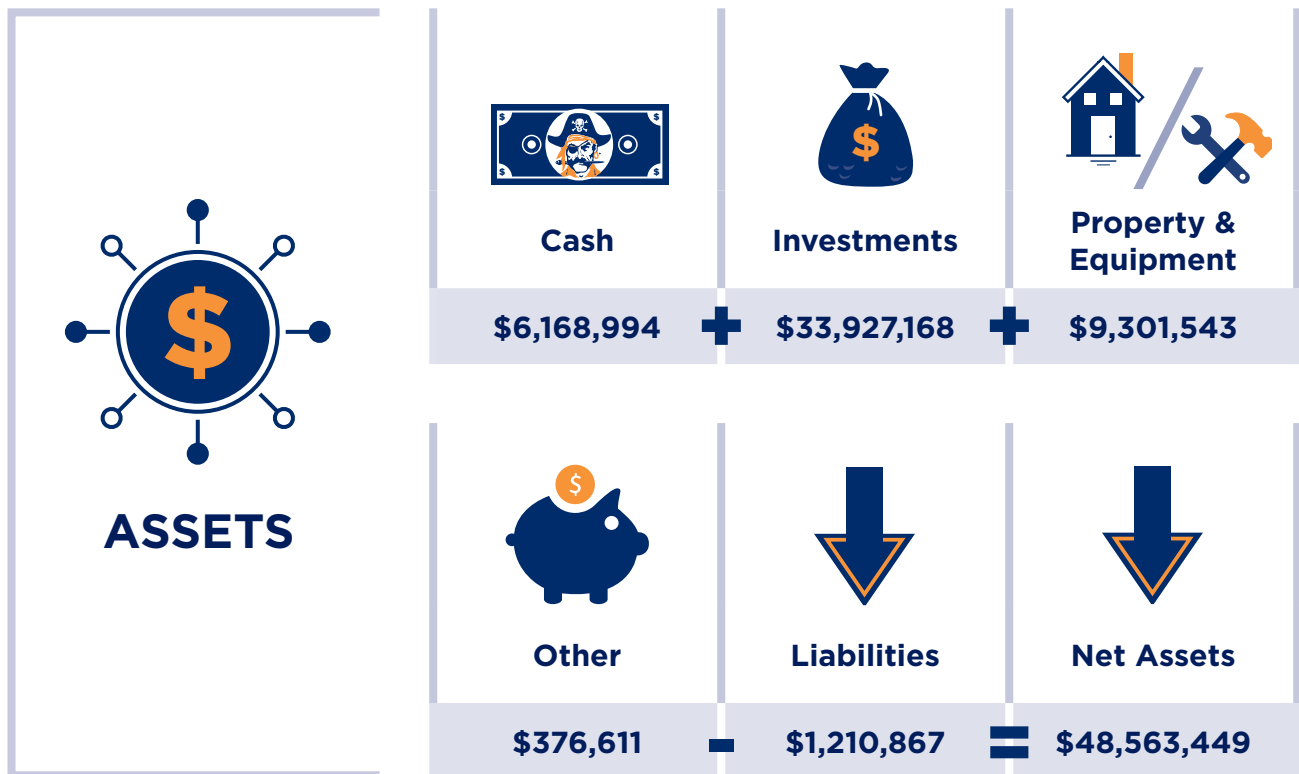 ASSETS
$
$ $
$ $
$
Cash
Investments
Property &
Equipment
$6,168,994 + $33,927,168 + $9,301,543
$
Other
Liabilities
Net Assets
$376,611 - $1,210,867 = $48,563,449